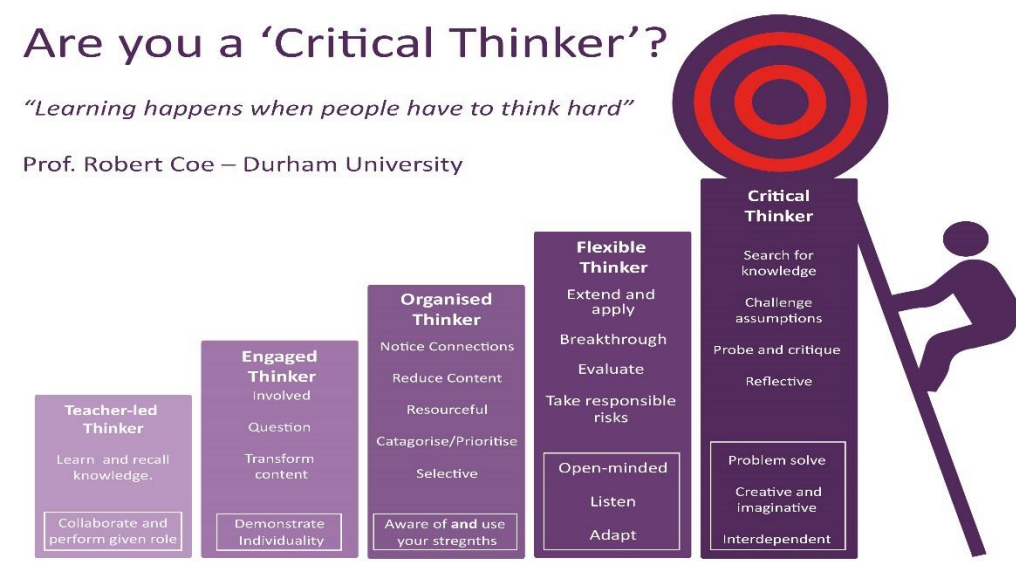 Are you a ‘Critical Thinker’?
“Learning happens when people have to think hard”
Prof. Robert Coe – Durham University
Teacher-led
Thinker
Learn and recall
knowledge.
Collaborate and
perform given role
Engaged
Thinker
Involved
Question
Transform
content
Demonstrate
Individuality
Organised
Thinker
Notice Connections
Reduce Content
Resourceful
Catagorise/Prioritise
Selective
Aware of and use
your stregnths
Flexible
Thinker
Extend and
apply
Breakthrough
Evaluate
Take responsible
risks
Open-minded
Listen
Adapt
Critical
Thinker
Search for
knowledge
Challenge
assumptions
Probe and critique
Reflective
Problem solve
Creative and
imaginative
Interdependent